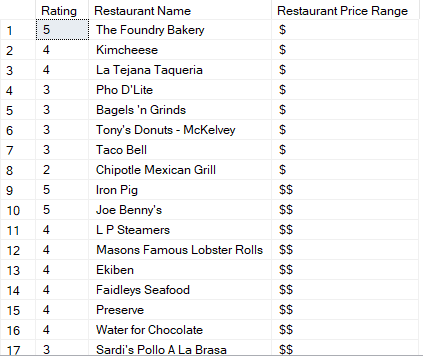 Rating Restaurant Name Restaurant Price Range
1 5 The Foundry Bakery $
2 4 Kimcheese $
3 4 La Tejana Taqueria $
4 3 Pho D'Lite $
5 3 Bagels 'n Grinds $
6 3 Tony's Donuts - McKelvey $
7 3 Taco Bell $
8 2 Chipotle Mexican Grill $
9 5 Iron Pig $$
10 5 Joe Benny's $$
11 4 L P Steamers $$
12 4 Masons Famous Lobster Rolls $$
13 4 Ekiben $$
14 4 Faidleys Seafood $$
15 4 Preserve $$
16 4 Water for Chocolate $$
17 3 Sardi's Pollo A La Brasa $$